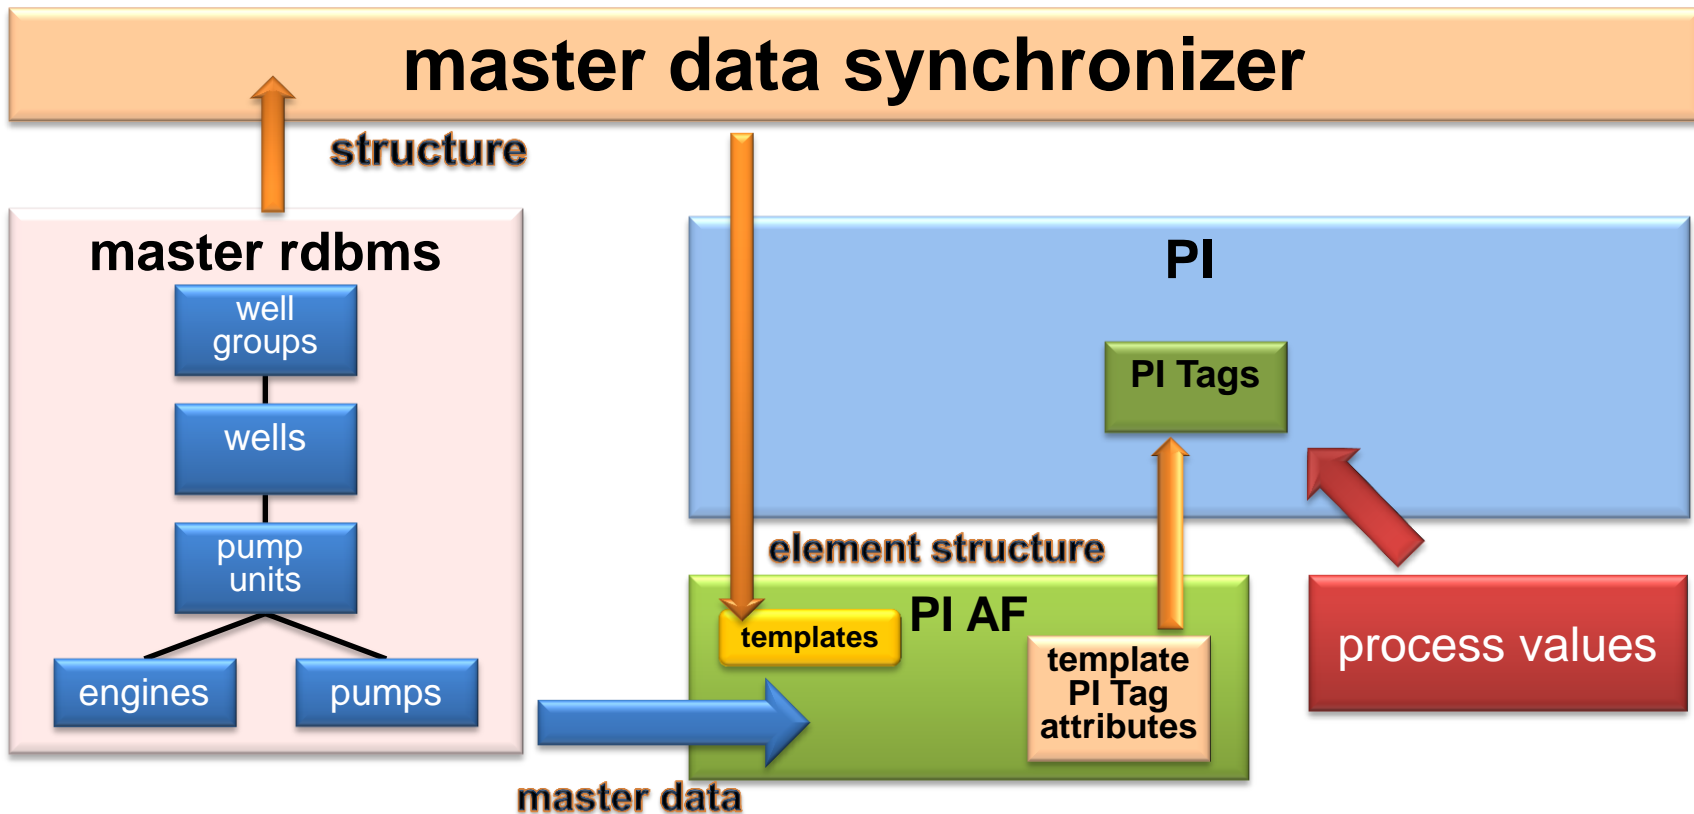 master data synchronizer
structure
master rdbms
well
groups
wells
pump
units
engines
pumps
master data
PI
PI Tags
element structure
PI AF
templates
template
PI Tag
attributes
process values